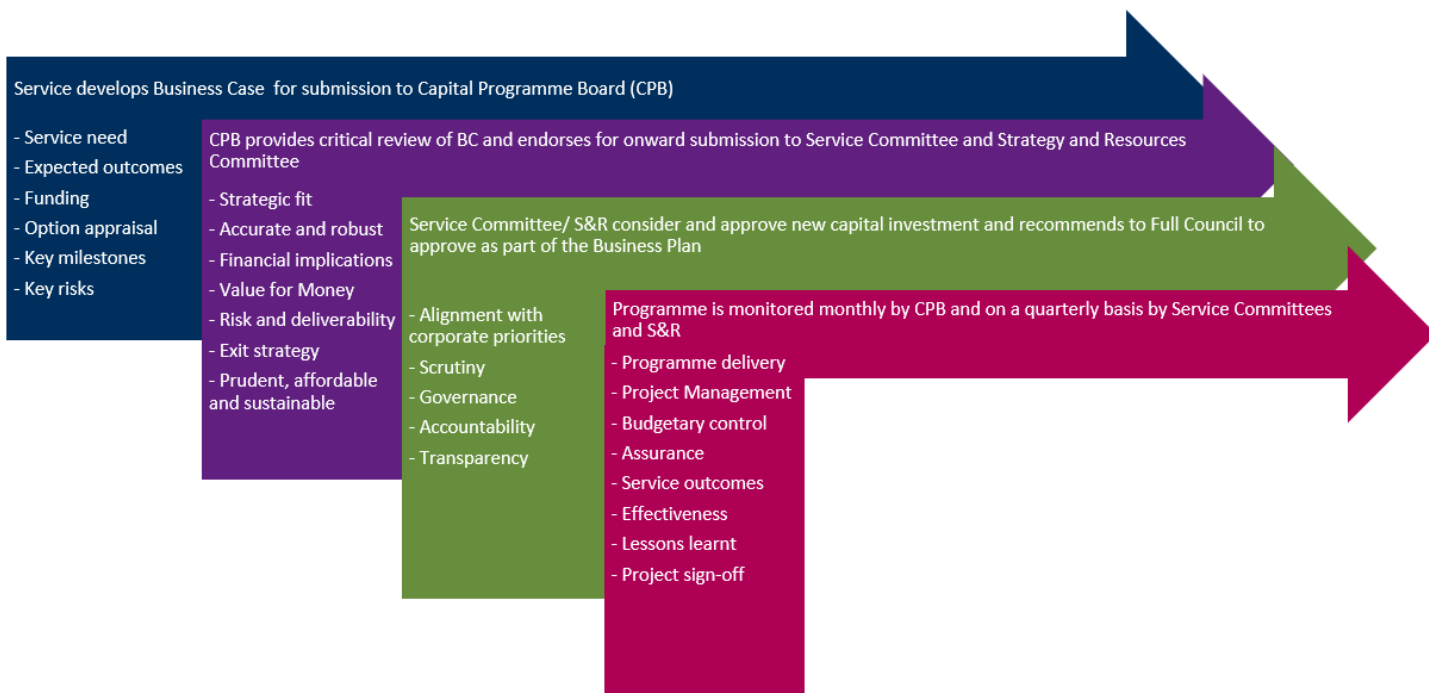 Service develops Business Case  for submission to Capital Programme Board (CPB)
- Service need
- Expected outcomes
- Funding
- Option appraisal
- Key milestones
- Key risks
CPB provides critical review of BC and endorses for onward submission to Service Committee and Strategy and Resources
Committee
- Strategic fit
- Accurate and robust
- Financial implications
- Value for Money
- Risk and deliverability
- Exit strategy
- Prudent, affordable
and sustainable
Service Committee/ S&R consider and approve new capital investment and recommends to Full Council to
approve as part of the Business Plan
- Alignment with
corporate priorities
- Scrutiny
- Governance
- Accountability
- Transparency
Programme is monitored monthly by CPB and on a quarterly basis by Service Committees
and S&R
- Programme delivery
- Project Management
- Budgetary control
- Assurance
- Service outcomes
- Effectiveness
- Lessons learnt
- Project sign-off